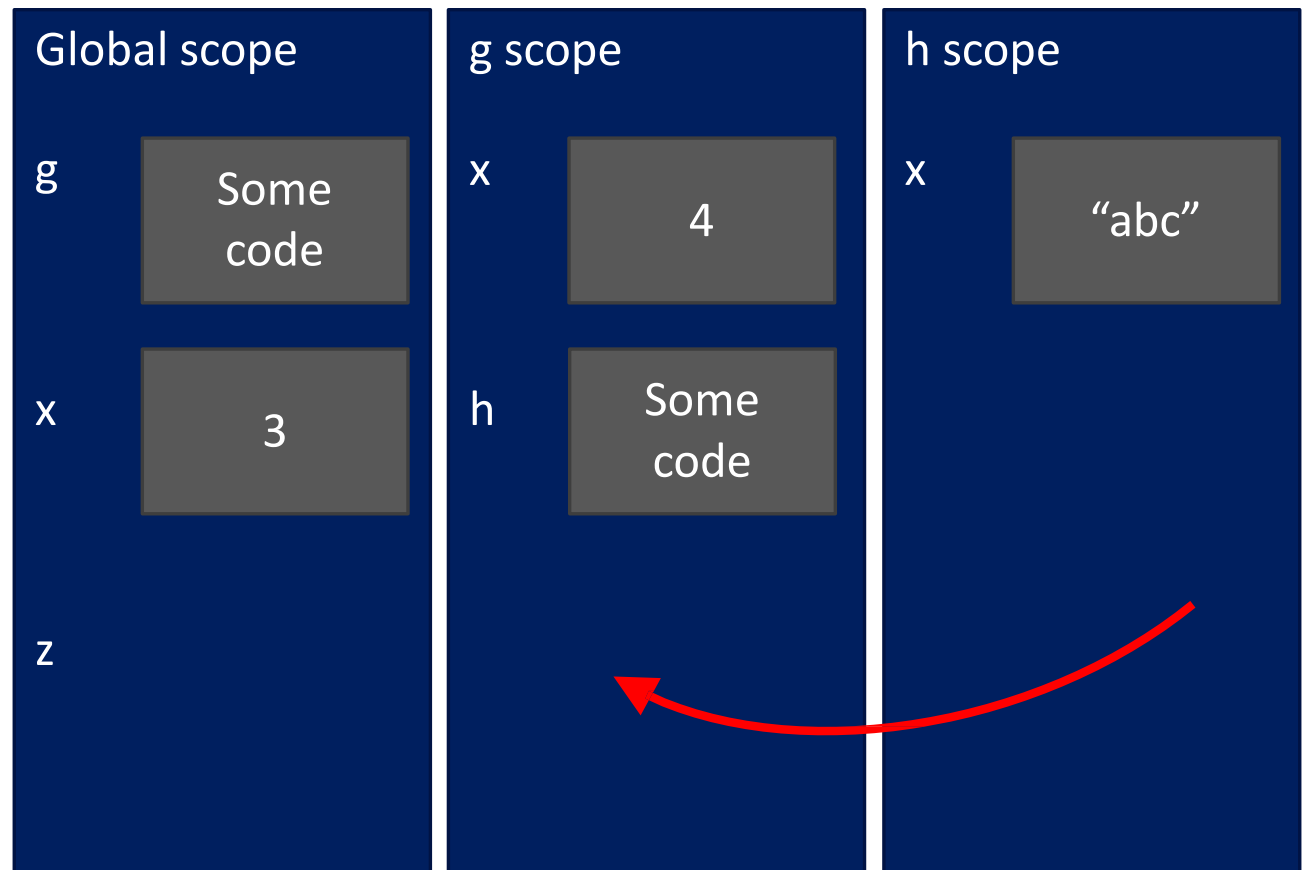 Global scope
g
Some
code
x
3
z
g scope
x
4
h
Some
code
h scope
x
“abc”